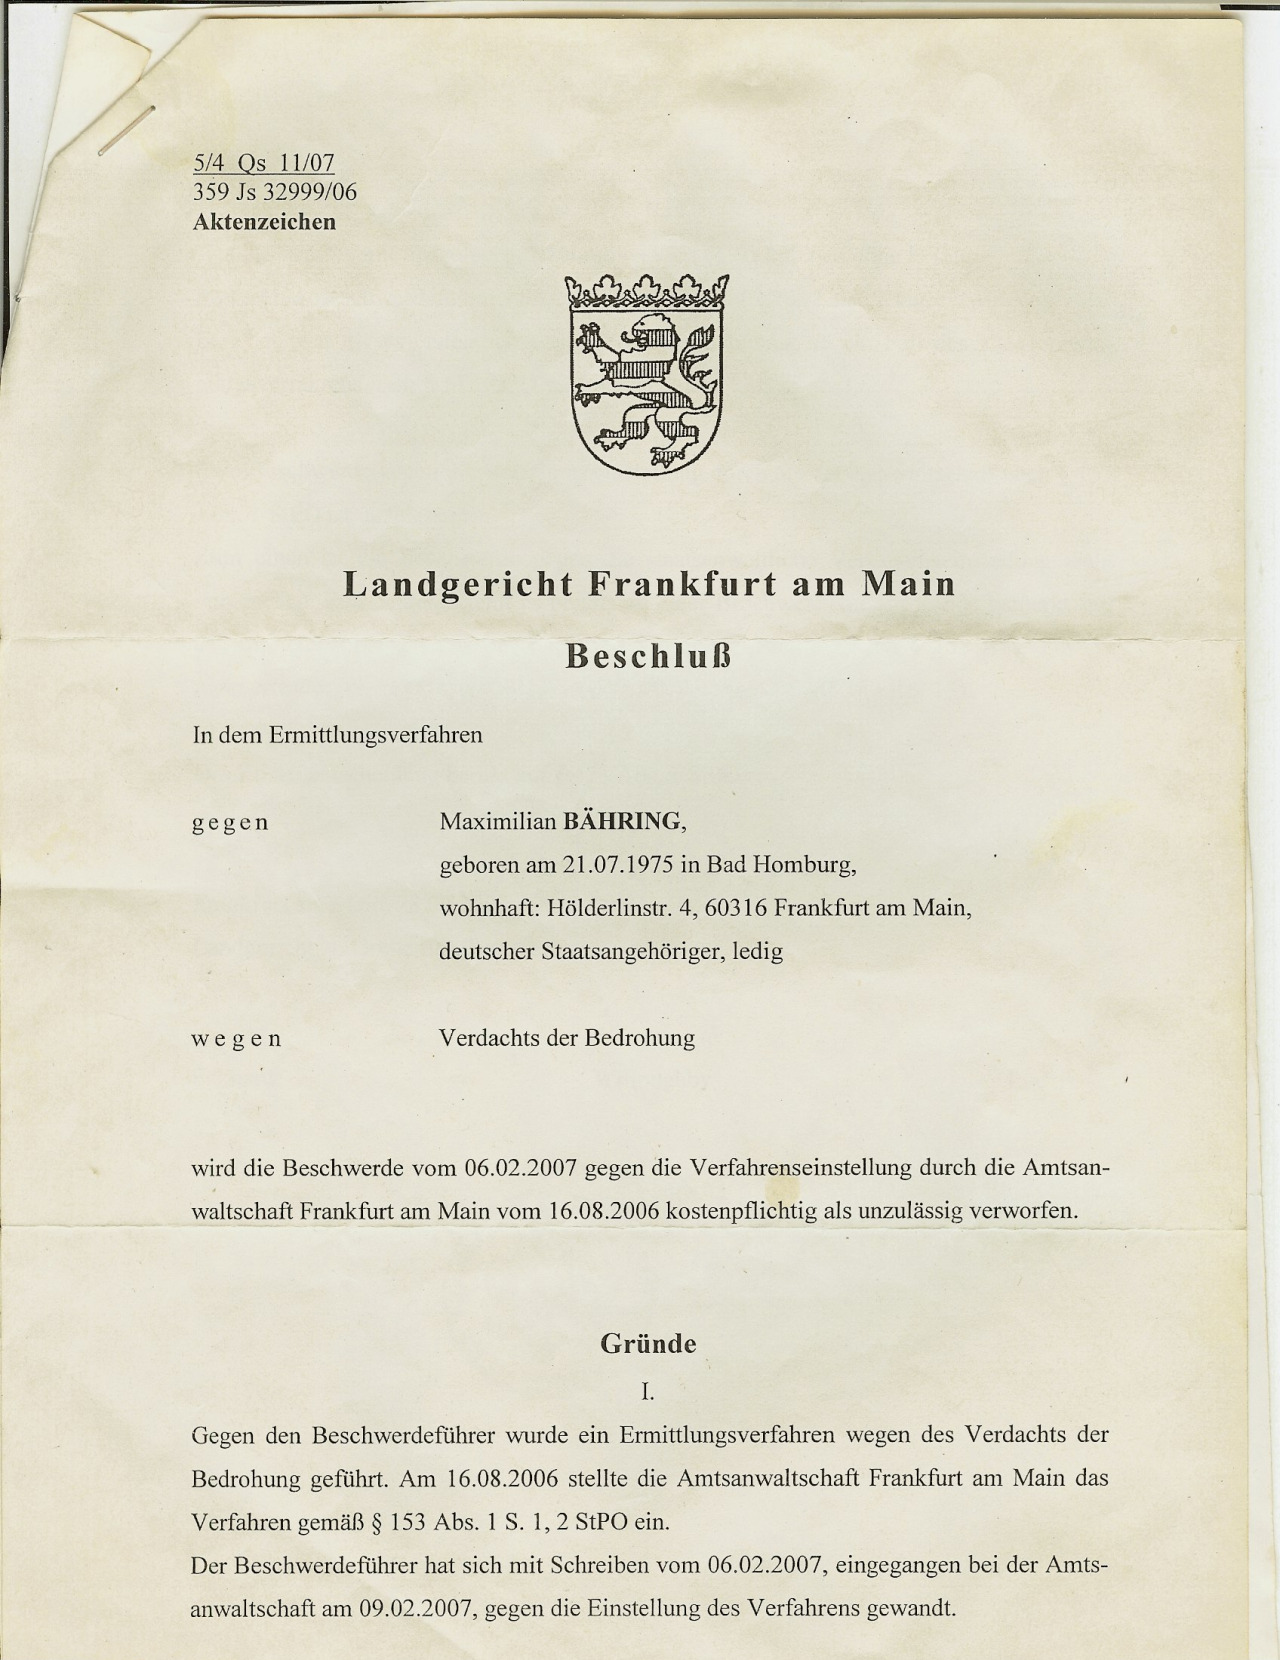 5/4 Qs 11/07
359 Js 32999/06
Aktenzeichen
Landgericht Frankfurt am Main
Beschluß
In dem Ermittlungsverfahren
gegen Maximilian BÄHRING,
geboren am 21.07.1975 in Bad Homburg,
wohnhaft: Hölderlinstr. 4, 60316 Frankfurt am Main,
deutscher Staatsangehöriger, ledig
wegen Verdachts der Bedrohung
wird die Beschwerde vom 06.02.2007 gegen die Verfahrenseinstellung durch die Amtsan-
waltschaft Frankfurt am Main vom 16.08.2006 kostenpflichtig als unzulässig verworfen.
Gründe
I.
Gegen den Beschwerdeführer wurde ein Ermittlungsverfahren wegen des Verdachts der
Bedrohung geführt. Am 16.08.2006 stellte die Amtsanwaltschaft Frankfurt am Main das
Verfahren gemäß § 153 Abs. 1 S. 1, 2 StPO ein.
Der Beschwerdeführer hat sich mit Schreiben vom 06.02.2007, eingegangen bei der Amts-
anwaltschaft am 09.02.2007, gegen die Einstellung des Verfahrens gewandt.